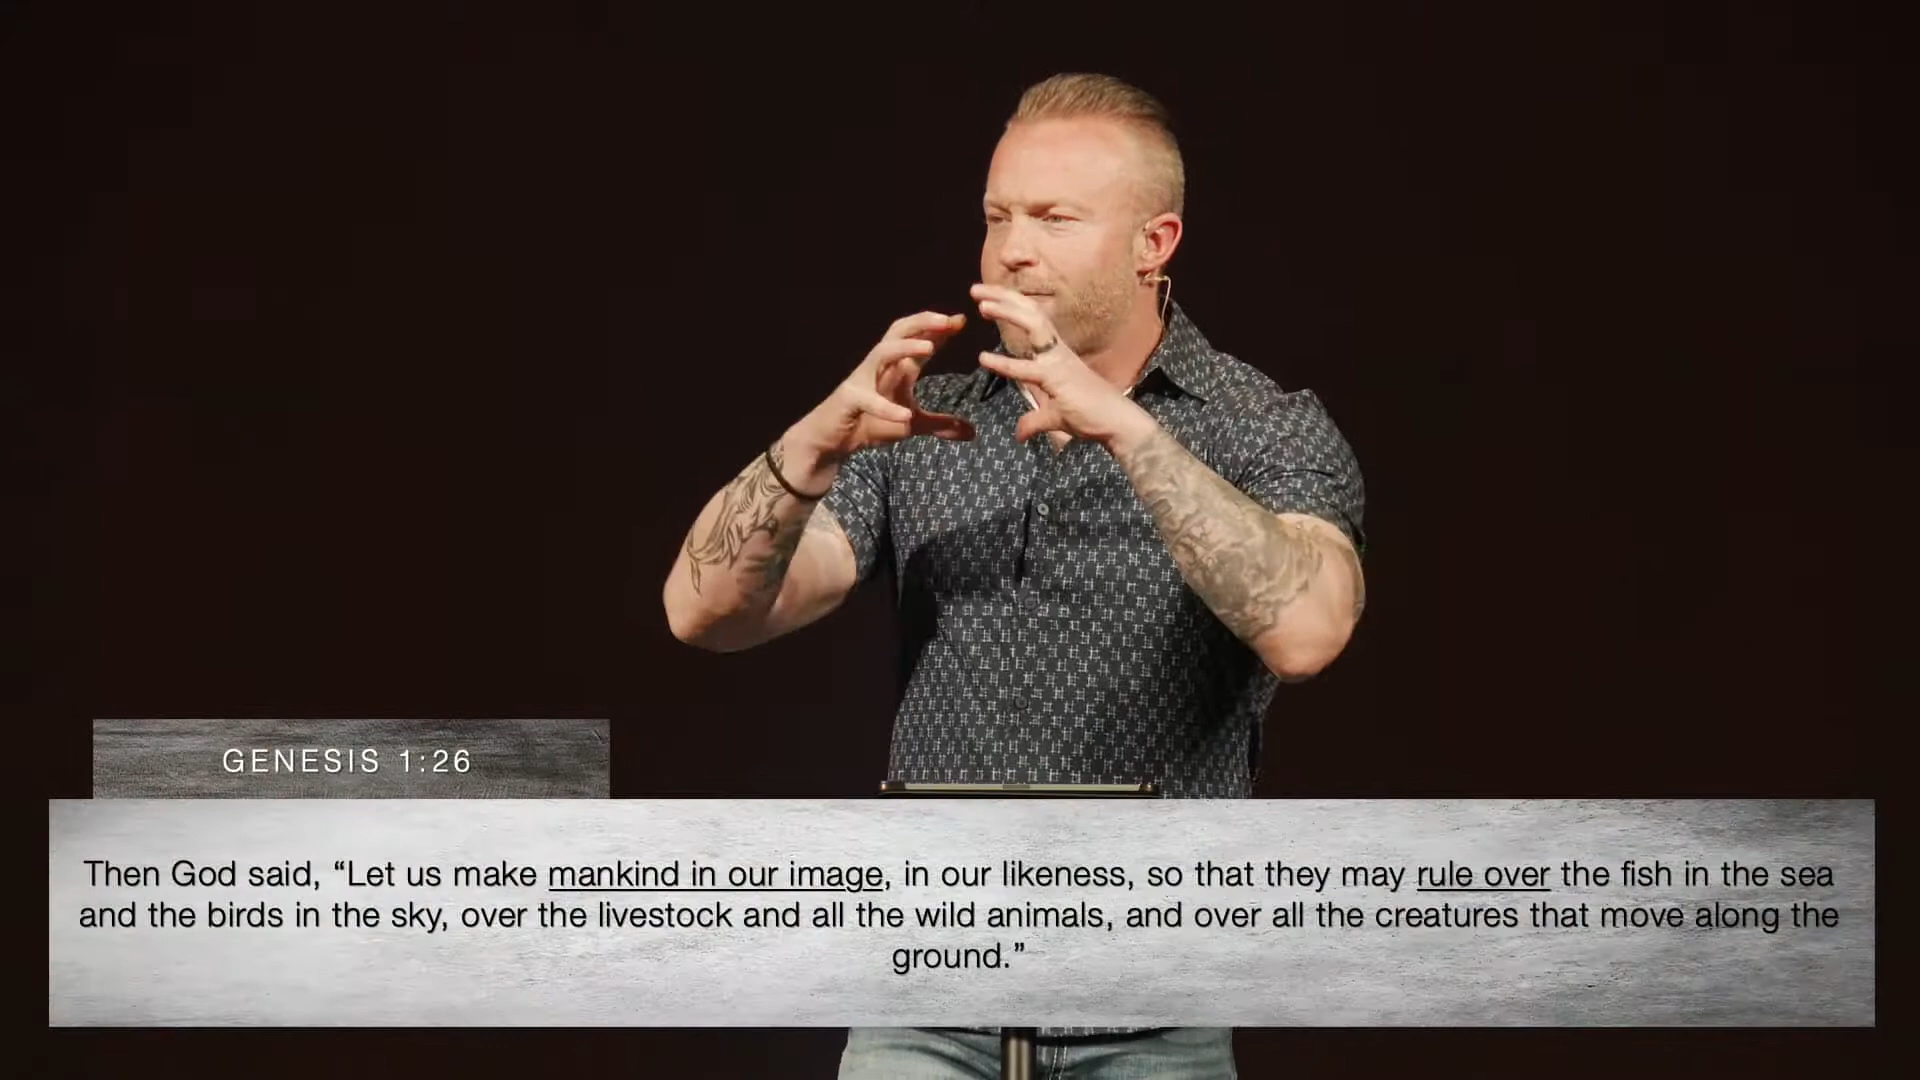 GENESIS 1:26
Then God said, “Let us make mankind in our image, in our likeness, so that they may rule over the fish in the sea
and the birds in the sky, over the livestock and all the wild animals, and over all the creatures that move along the
ground.”